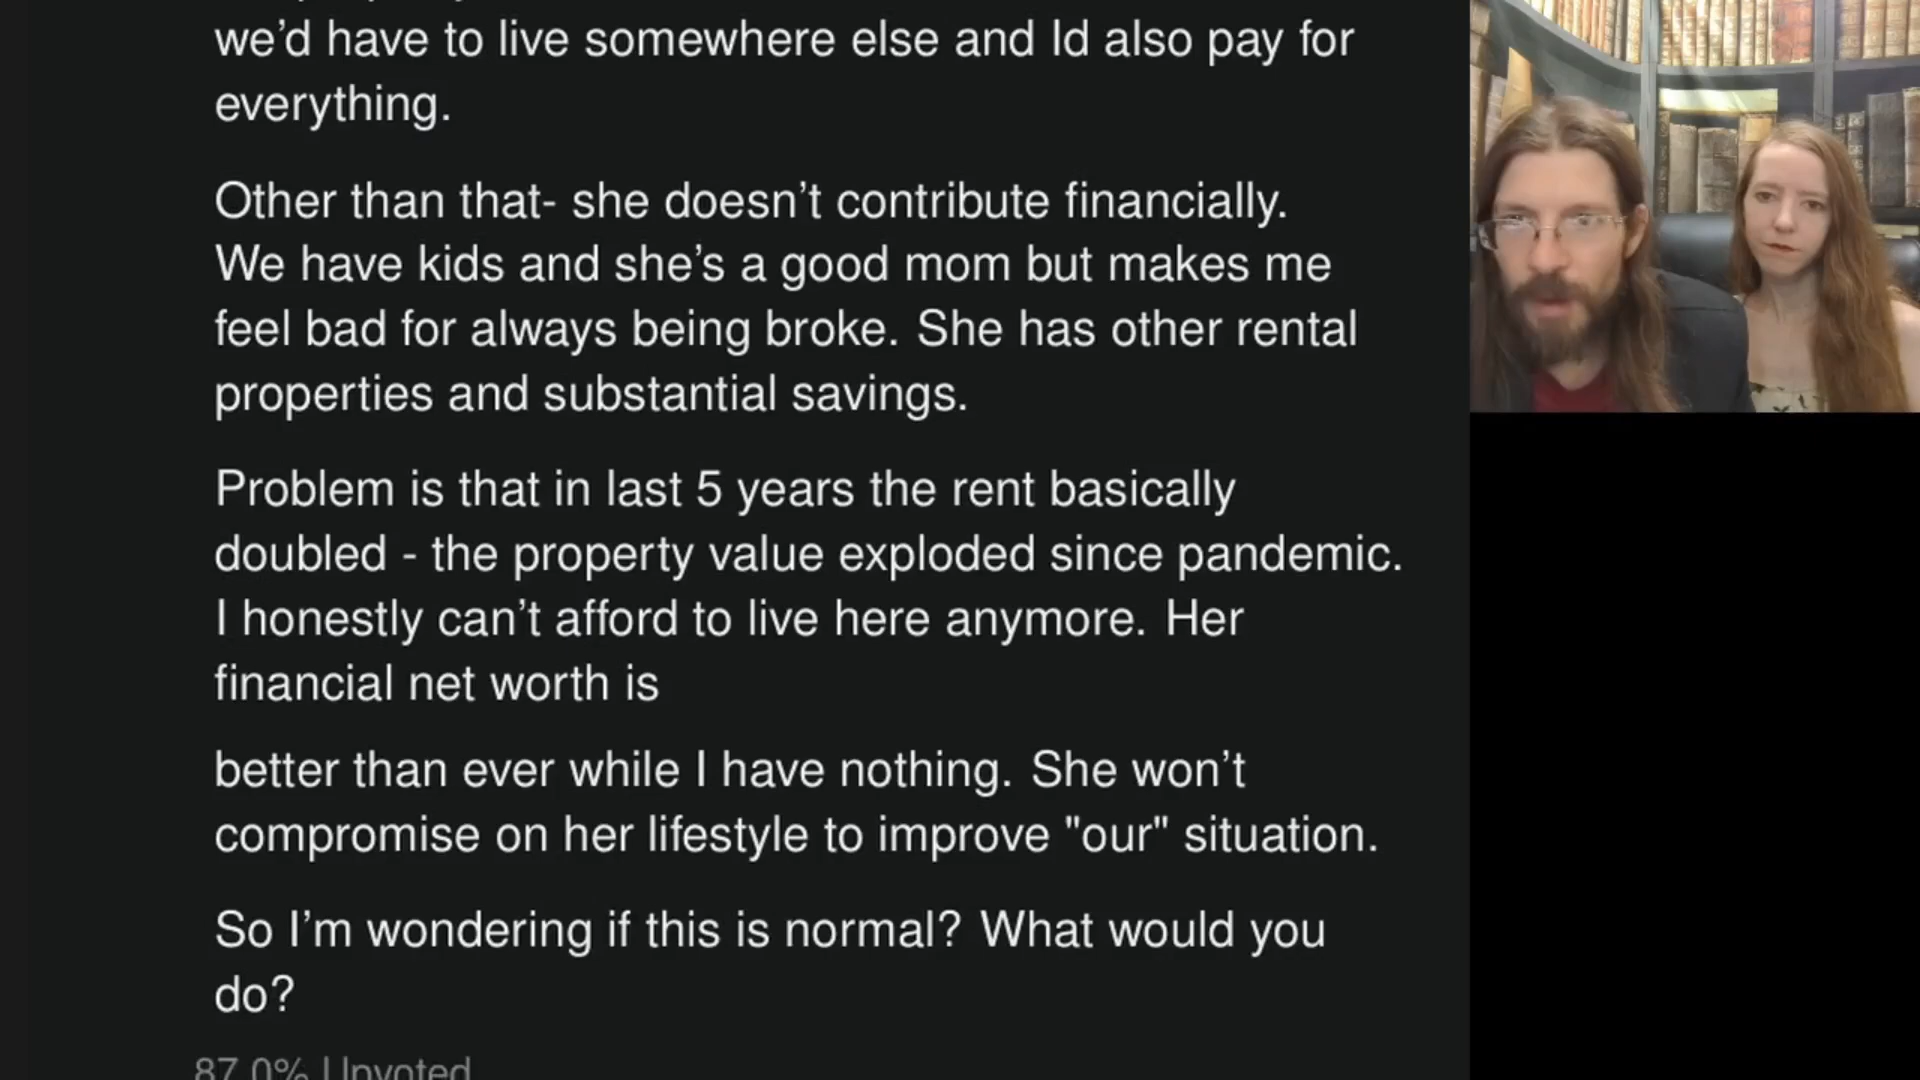 we’d have to live somewhere else and Id also pay for
everything.
Other than that- she doesn’t contribute financially.
We have kids and she’s a good mom but makes me
feel bad for always being broke. She has other rental
properties and substantial savings.
Problem is that in last 5 years the rent basically
doubled - the property value exploded since pandemic.
I honestly can’t afford to live here anymore. Her
financial net worth is
better than ever while I have nothing. She won’t
compromise on her lifestyle to improve "our" situation.
So I’m wondering if this is normal? What would you
do?
87.0% Upvoted